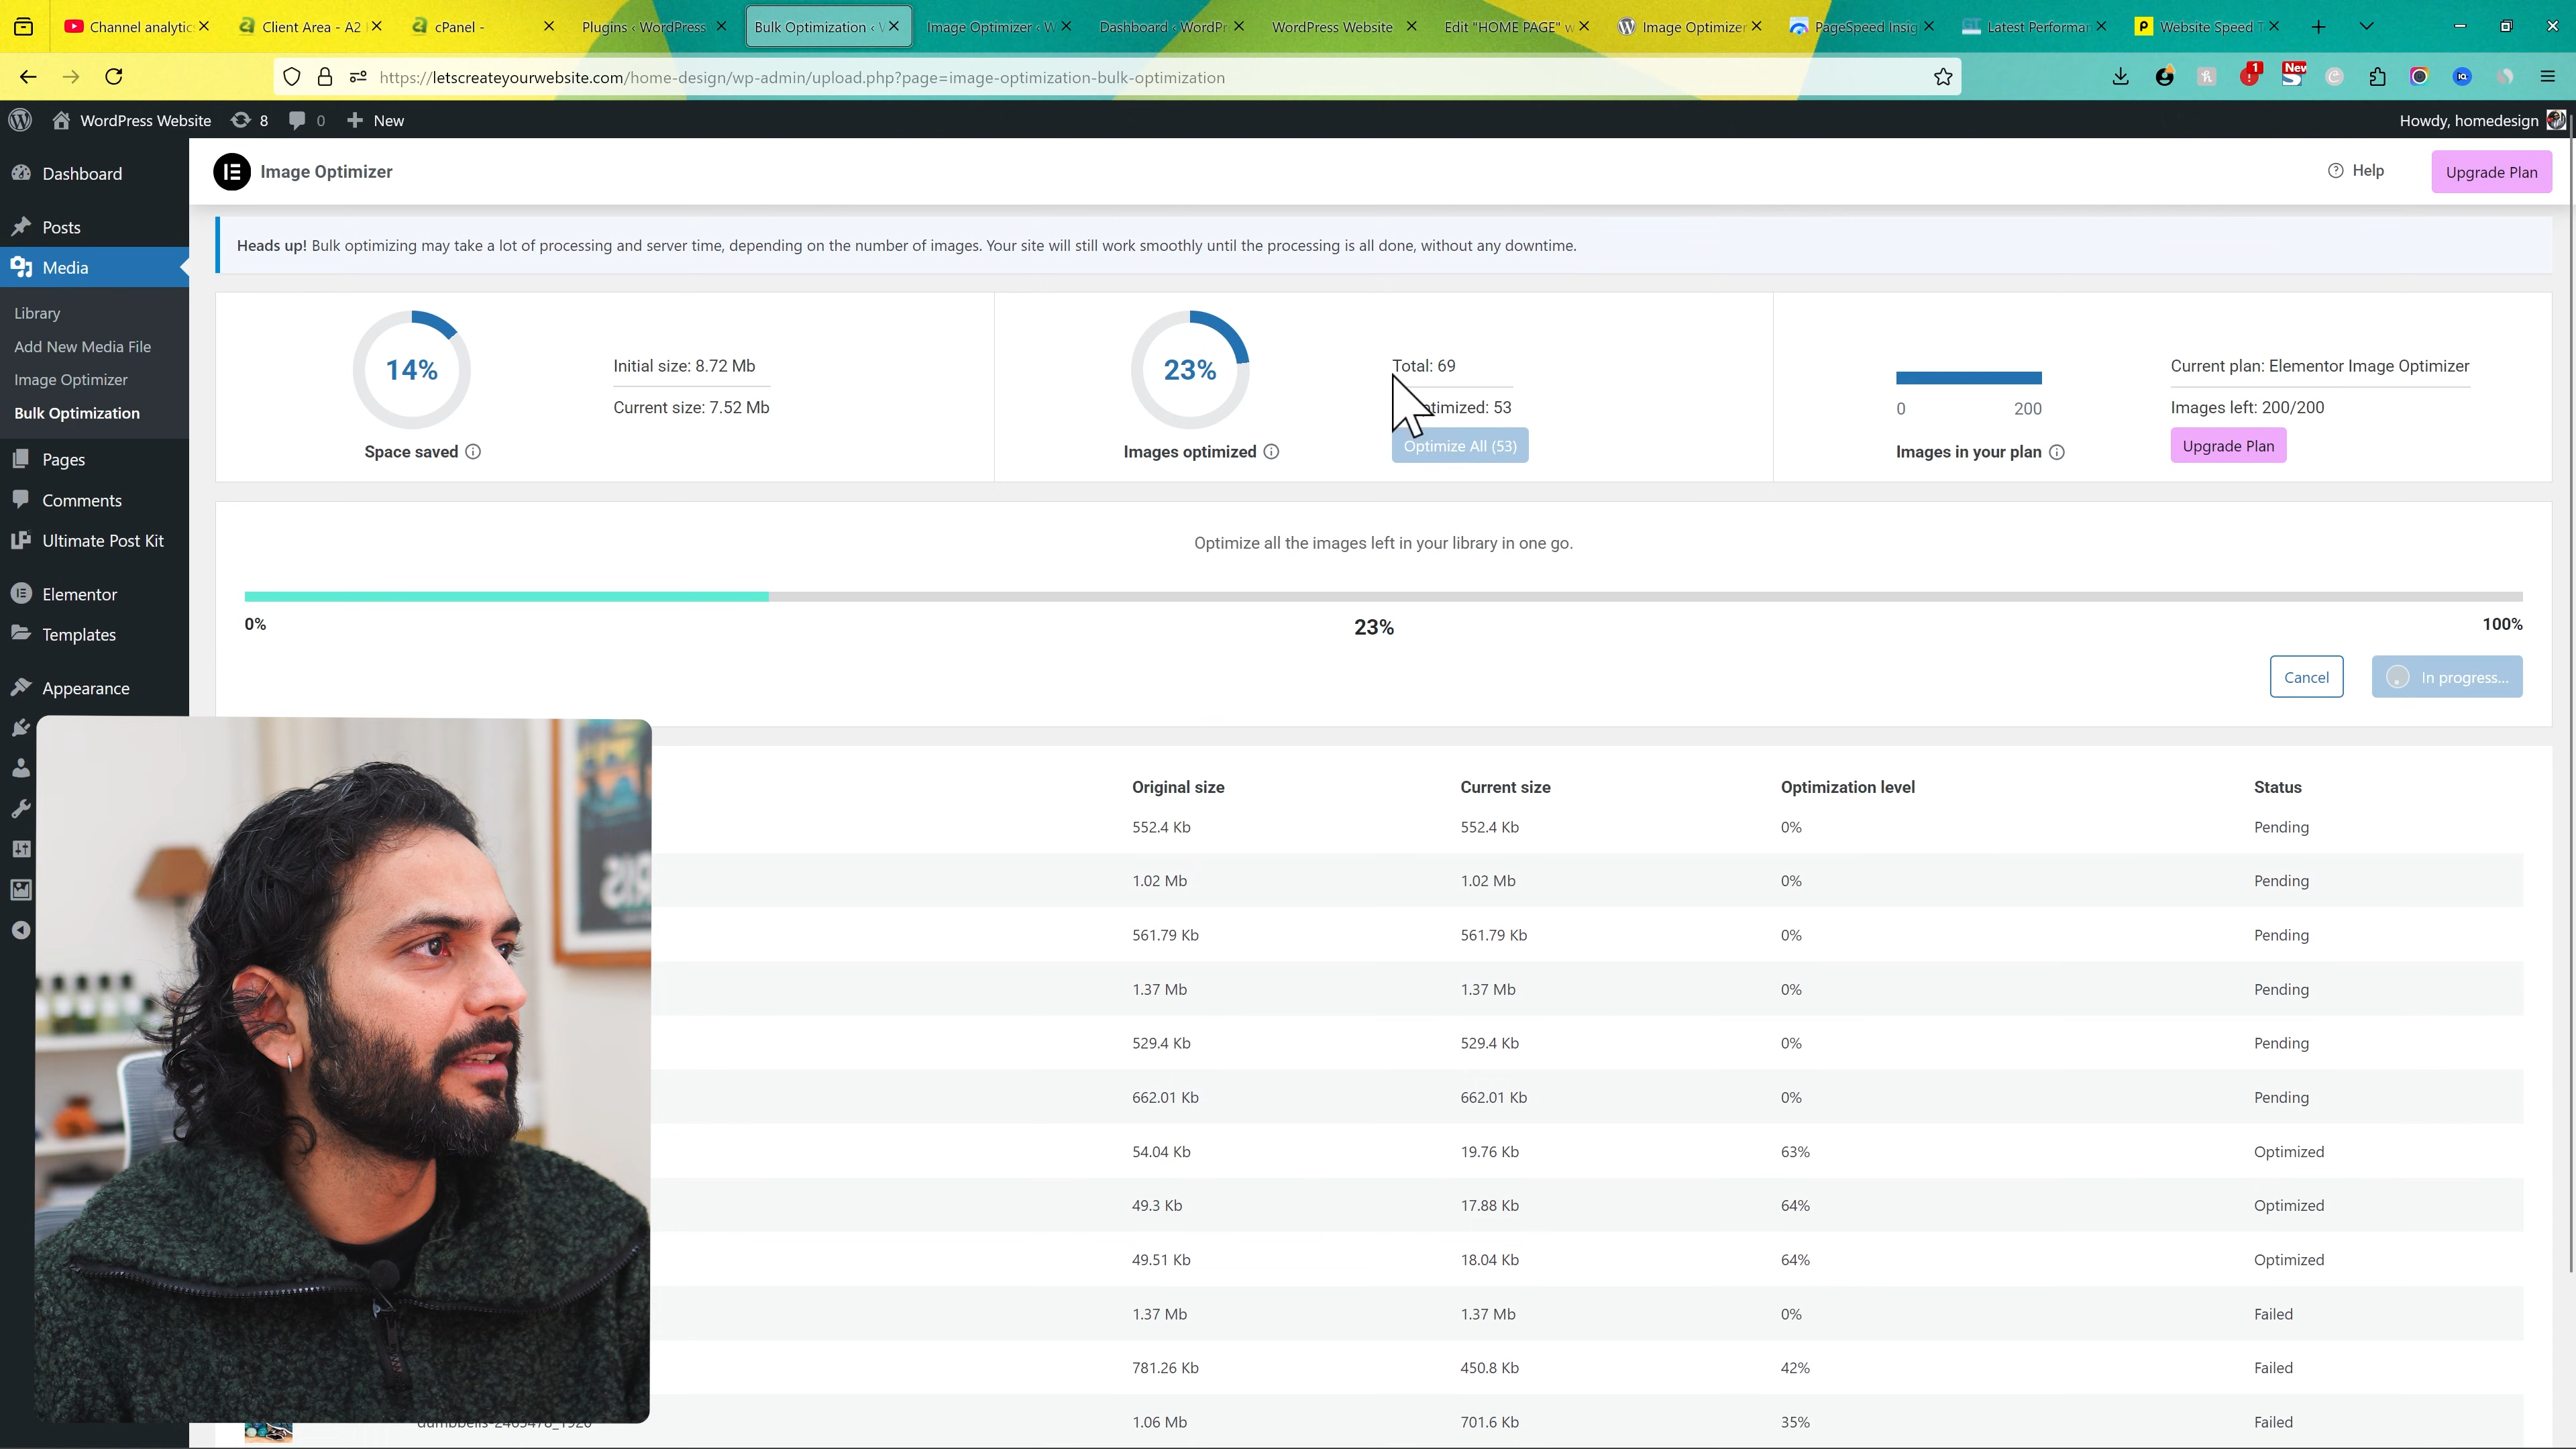 Channel analytic
Client Area - A2
cPanel -
Plugins ‹ WordPress
Bulk Optimization ‹
Image Optimizer ‹ W
Dashboard ‹ WordPr
WordPress Website
Edit "HOME PAGE" w
Image Optimizer
PageSpeed Insig
Latest Performan
Website Speed T
https://letscreateyourwebsite.com/home-design/wp-admin/upload.php?page=image-optimization-bulk-optimization
1
New
WordPress Website
8
0
New
Howdy, homedesign
Dashboard
Posts
Media
Library
Add New Media File
Image Optimizer
Bulk Optimization
Pages
Comments
Ultimate Post Kit
Elementor
Templates
Appearance
Image Optimizer
Help
Upgrade Plan
Heads up! Bulk optimizing may take a lot of processing and server time, depending on the number of images. Your site will still work smoothly until the processing is all done, without any downtime.
14%
Space saved
Initial size: 8.72 Mb
Current size: 7.52 Mb
23%
Images optimized
Total: 69
timized: 53
Optimize All (53)
0 200
Images in your plan
Current plan: Elementor Image Optimizer
Images left: 200/200
Upgrade Plan
Optimize all the images left in your library in one go.
0% 23% 100%
Cancel
In progress...
Original size Current size Optimization level Status
552.4 Kb 552.4 Kb 0% Pending
1.02 Mb 1.02 Mb 0% Pending
561.79 Kb 561.79 Kb 0% Pending
1.37 Mb 1.37 Mb 0% Pending
529.4 Kb 529.4 Kb 0% Pending
662.01 Kb 662.01 Kb 0% Pending
54.04 Kb 19.76 Kb 63% Optimized
49.3 Kb 17.88 Kb 64% Optimized
49.51 Kb 18.04 Kb 64% Optimized
1.37 Mb 1.37 Mb 0% Failed
781.26 Kb 450.8 Kb 42% Failed
1.06 Mb 701.6 Kb 35% Failed